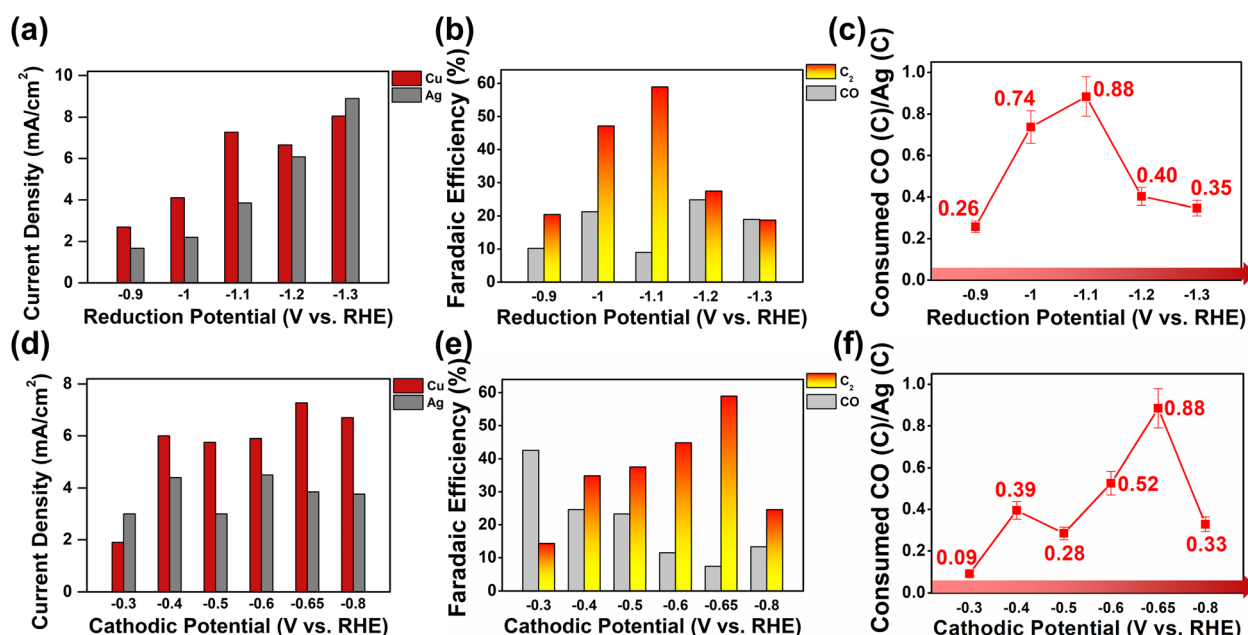 (a)
Current Density (mA/cm²)
10
8
6
4
2
0
Cu
Ag
-0.9 -1 -1.1 -1.2 -1.3
Reduction Potential (V vs. RHE)
(b)
Faradaic Efficiency (%)
60
50
40
30
20
10
0
C₂
CO
-0.9 -1 -1.1 -1.2 -1.3
Reduction Potential (V vs. RHE)
(c)
Consumed CO (C)/Ag (C)
1.0
0.8
0.6
0.4
0.2
0.0
0.26
0.74
0.88
0.40
0.35
-0.9 -1 -1.1 -1.2 -1.3
Reduction Potential (V vs. RHE)
(d)
Current Density (mA/cm²)
8
6
4
2
0
Cu
Ag
-0.3 -0.4 -0.5 -0.6 -0.65 -0.8
Cathodic Potential (V vs. RHE)
(e)
Faradaic Efficiency (%)
60
50
40
30
20
10
0
C₂
CO
-0.3 -0.4 -0.5 -0.6 -0.65 -0.8
Cathodic Potential (V vs. RHE)
(f)
Consumed CO (C)/Ag (C)
1.0
0.8
0.6
0.4
0.2
0.0
0.09
0.39
0.28
0.52
0.88
0.33
-0.3 -0.4 -0.5 -0.6 -0.65 -0.8
Cathodic Potential (V vs. RHE)